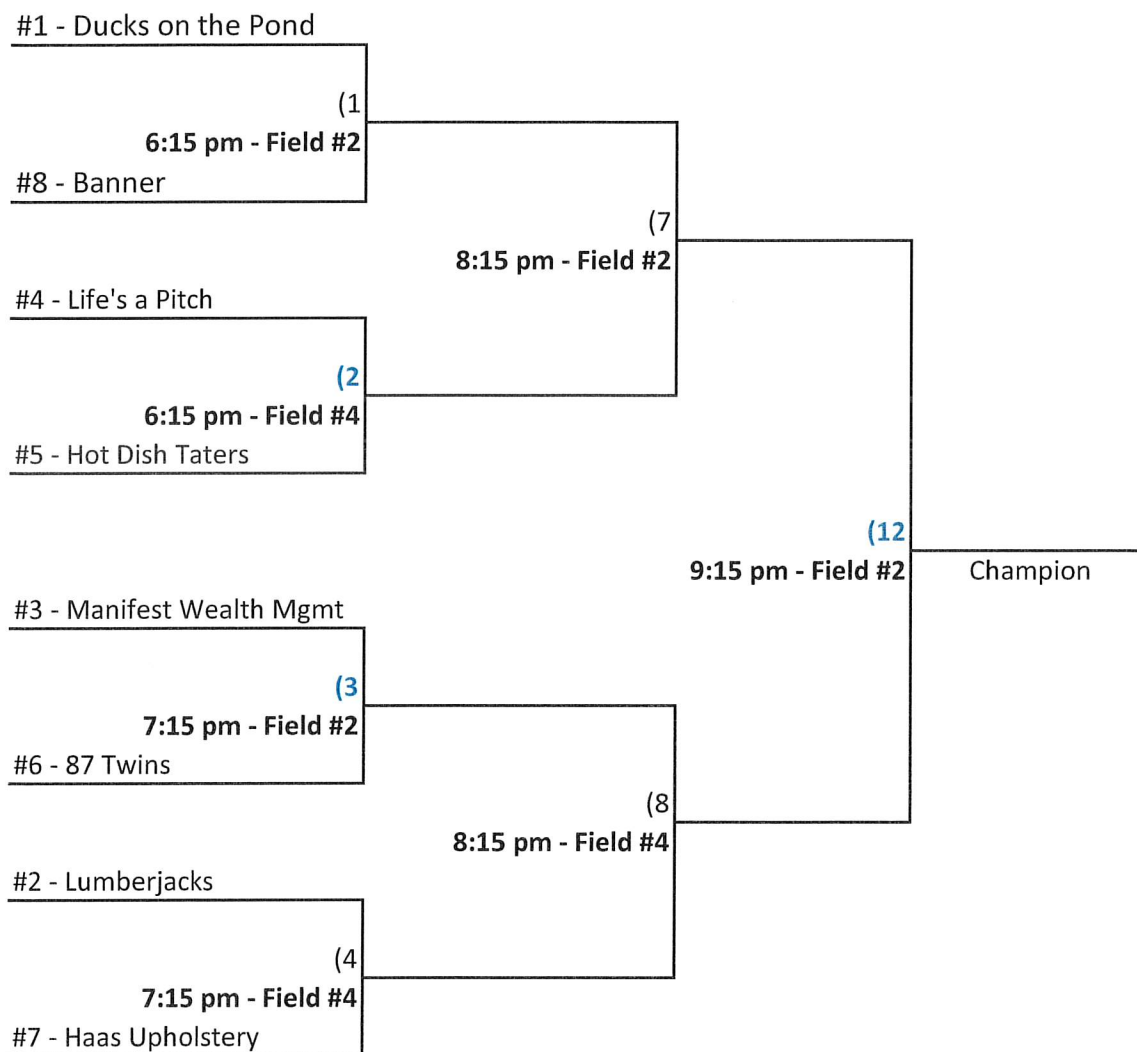 #1 - Ducks on the Pond
(1
6:15 pm - Field #2
#8 - Banner
(7
8:15 pm - Field #2
#4 - Life's a Pitch
(2
6:15 pm - Field #4
#5 - Hot Dish Taters
(12
9:15 pm - Field #2
Champion
#3 - Manifest Wealth Mgmt
(3
7:15 pm - Field #2
#6 - 87 Twins
(8
8:15 pm - Field #4
#2 - Lumberjacks
(4
7:15 pm - Field #4
#7 - Haas Upholstery